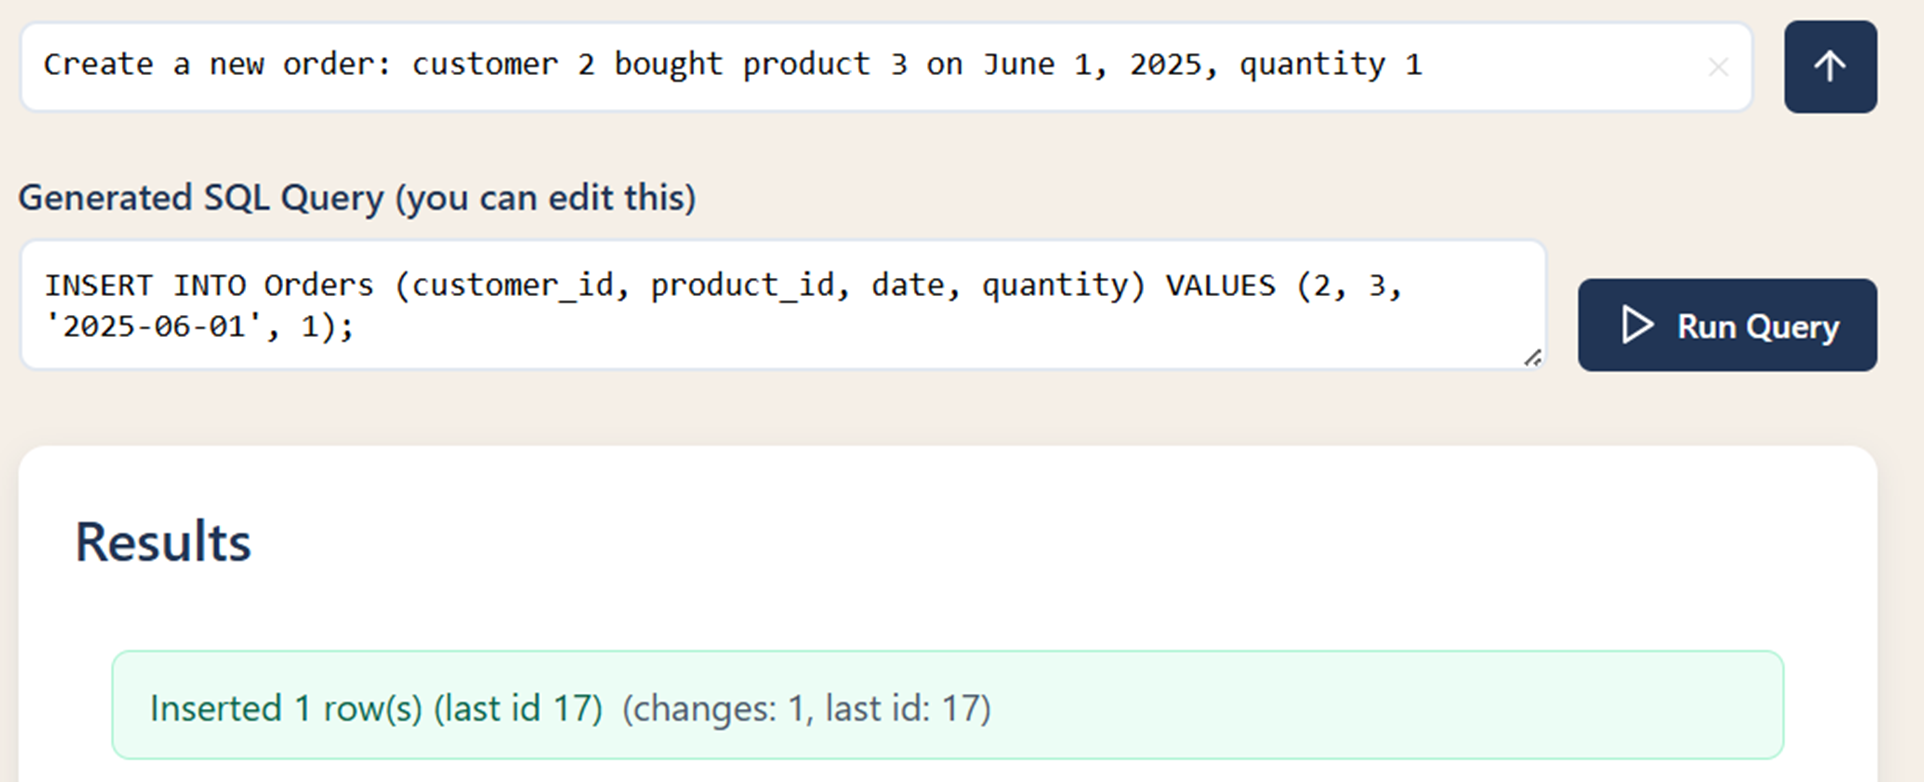 Create a new order: customer 2 bought product 3 on June 1, 2025, quantity 1
Generated SQL Query (you can edit this)
INSERT INTO Orders (customer_id, product_id, date, quantity) VALUES (2, 3,
'2025-06-01', 1);
Run Query
Results
Inserted 1 row(s) (last id 17) (changes: 1, last id: 17)